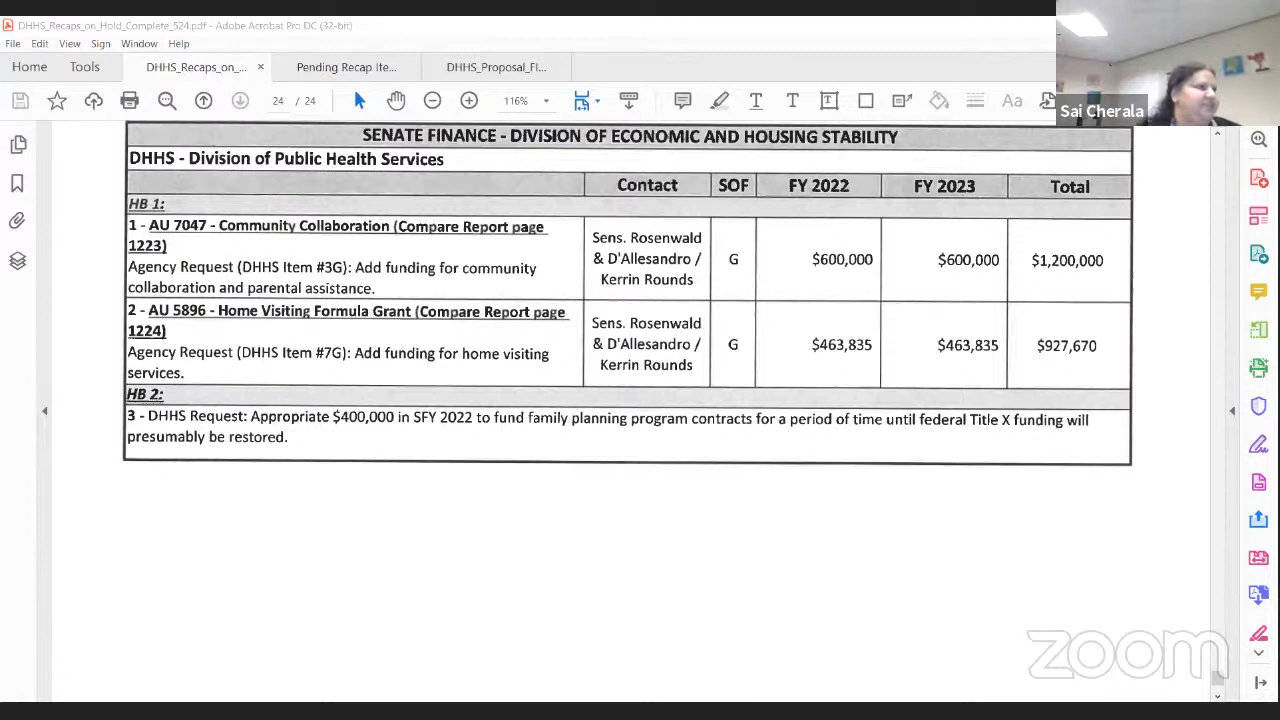 DHHS_Recaps_on_Hold_Complete_524.pdf - Adobe Acrobat Pro DC (32-bit)
File Edit View Sign Window Help
Home Tools DHHS_Recaps_on_... × Pending Recap Ite... DHHS_Proposal_Fl...
24 / 24 116%
Aa
Sai Cherala
SENATE FINANCE - DIVISION OF ECONOMIC AND HOUSING STABILITY
DHHS - Division of Public Health Services
Contact SOF FY 2022 FY 2023 Total
HB 1:
1 - AU 7047 - Community Collaboration (Compare Report page
1223)
Agency Request (DHHS Item #3G): Add funding for community
collaboration and parental assistance.
Sens. Rosenwald
& D'Allesandro /
Kerrin Rounds
G $600,000 $600,000 $1,200,000
2 - AU 5896 - Home Visiting Formula Grant (Compare Report page
1224)
Agency Request (DHHS Item #7G): Add funding for home visiting
services.
Sens. Rosenwald
& D'Allesandro /
Kerrin Rounds
G $463,835 $463,835 $927,670
HB 2:
3 - DHHS Request: Appropriate $400,000 in SFY 2022 to fund family planning program contracts for a period of time until federal Title X funding will
presumably be restored.
zoom